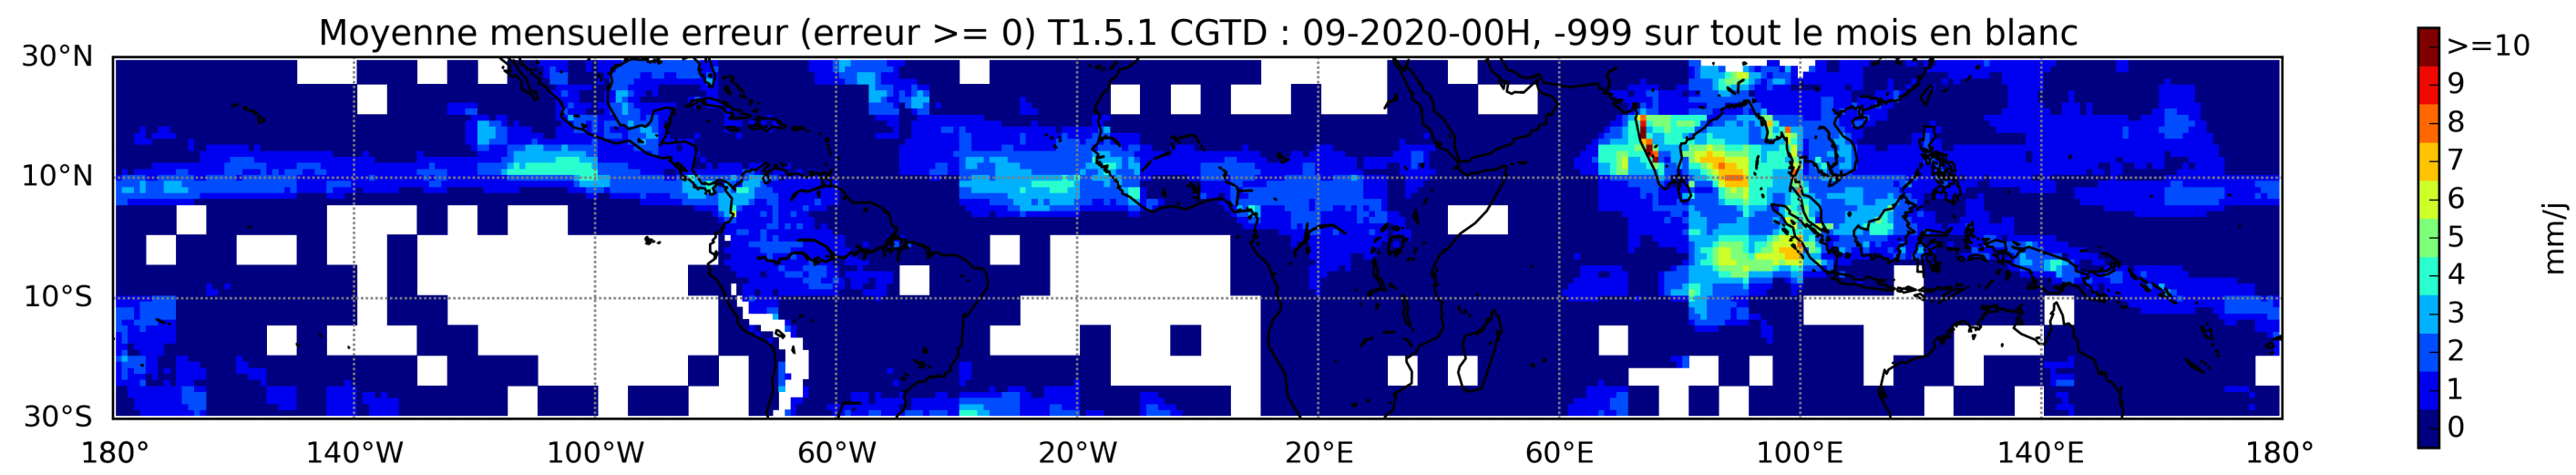 Moyenne mensuelle erreur (erreur >= 0) T1.5.1 CGTD : 09-2020-00H, -999 sur tout le mois en blanc
30°N
10°N
10°S
30°S
180°
140°W
100°W
60°W
20°W
20°E
60°E
100°E
140°E
180°
>=10
9
8
7
6
5
4
3
2
1
0
mm/j